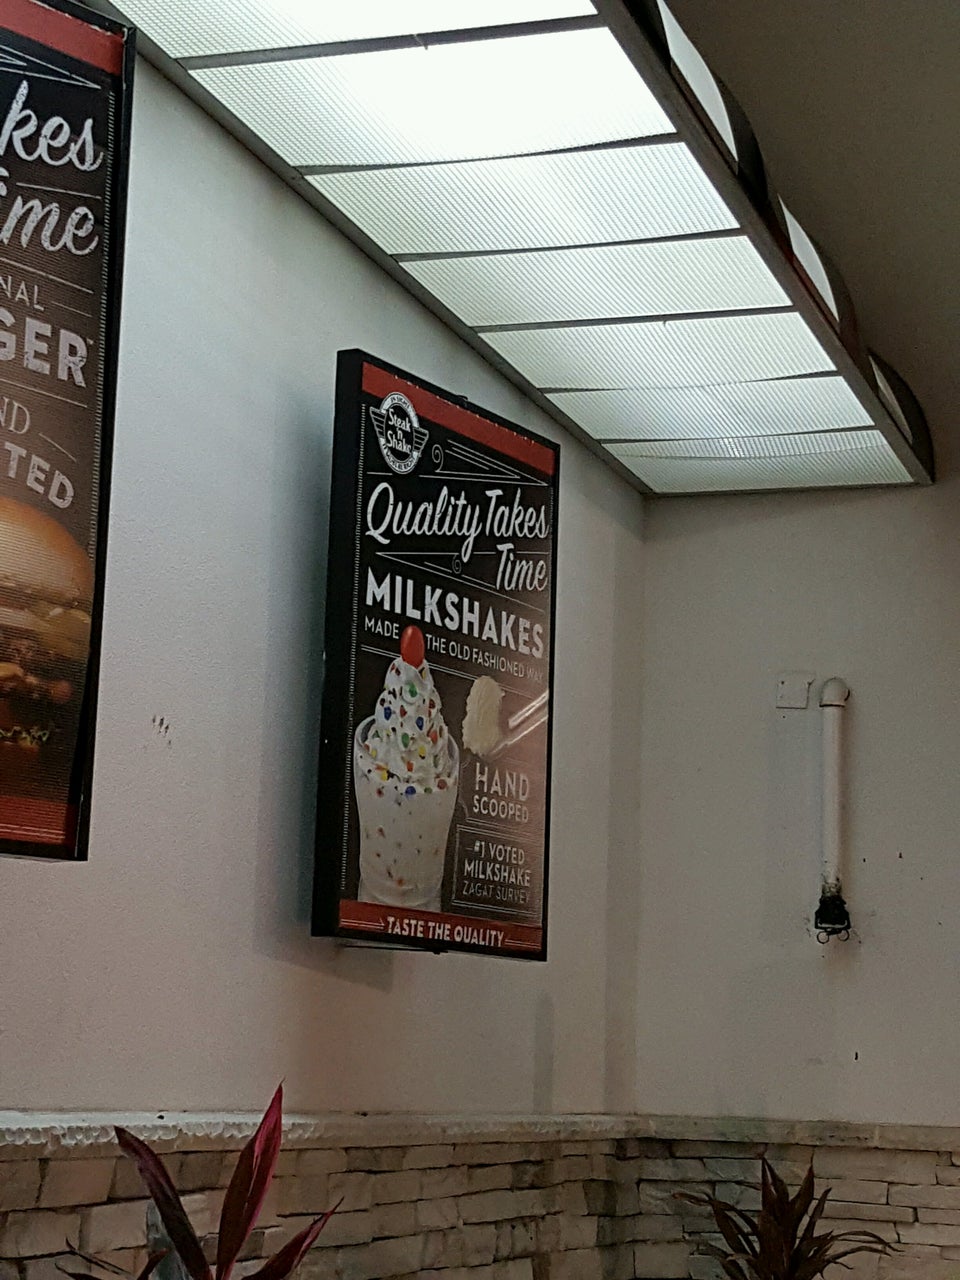 kes
ime
NAL
GER
ND
TED
Steak
n
Shake
Quality Takes
Time
MILKSHAKES
MADE THE OLD FASHIONED WAY
HAND
SCOOPED
#1 VOTED
MILKSHAKE
ZAGAT SURVEY
TASTE THE QUALITY